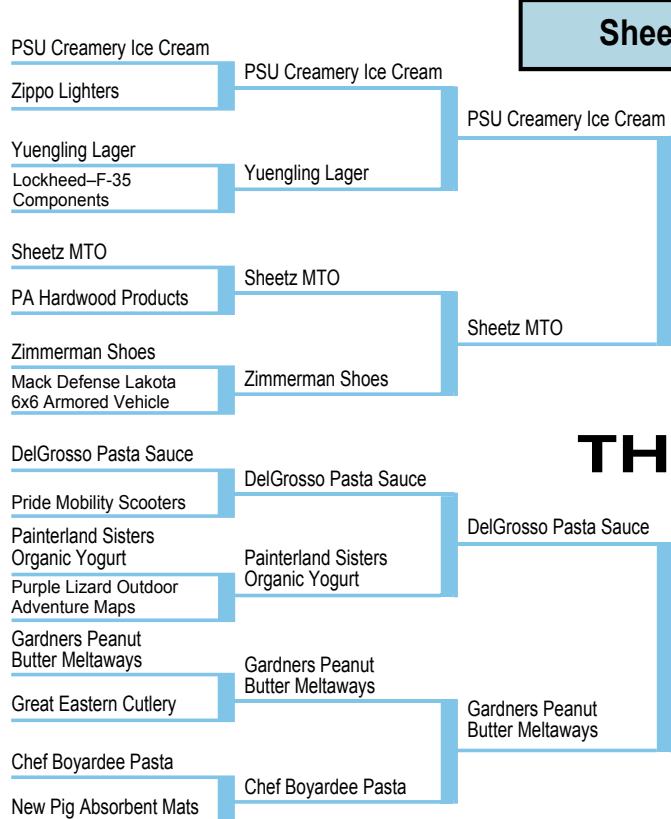 Shee
PSU Creamery Ice Cream
Zippo Lighters
PSU Creamery Ice Cream
PSU Creamery Ice Cream
Yuengling Lager
Lockheed–F-35
Components
Yuengling Lager
Sheetz MTO
PA Hardwood Products
Sheetz MTO
Sheetz MTO
Zimmerman Shoes
Mack Defense Lakota
6x6 Armored Vehicle
Zimmerman Shoes
TH
DelGrosso Pasta Sauce
Pride Mobility Scooters
DelGrosso Pasta Sauce
DelGrosso Pasta Sauce
Painterland Sisters
Organic Yogurt
Purple Lizard Outdoor
Adventure Maps
Painterland Sisters
Organic Yogurt
Gardners Peanut
Butter Meltaways
Great Eastern Cutlery
Gardners Peanut
Butter Meltaways
Gardners Peanut
Butter Meltaways
Chef Boyardee Pasta
New Pig Absorbent Mats
Chef Boyardee Pasta